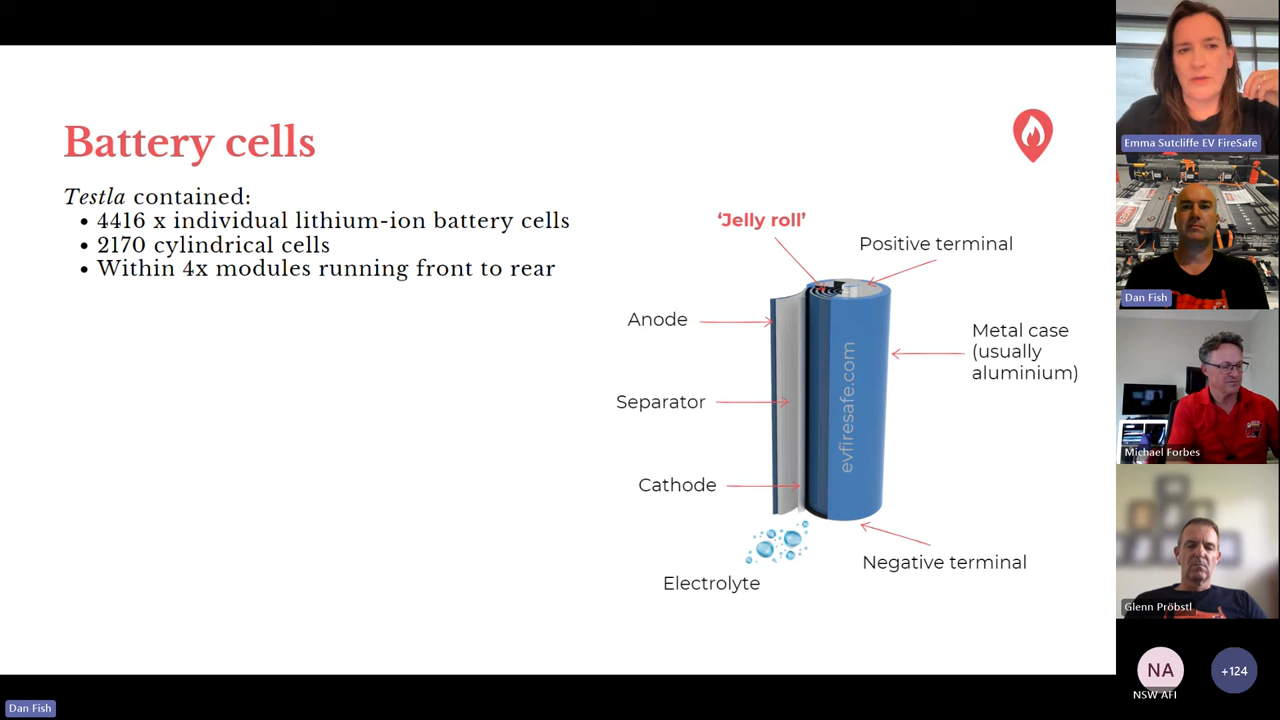 Battery cells
Testla contained:
4416 x individual lithium-ion battery cells
2170 cylindrical cells
Within 4x modules running front to rear
‘Jelly roll’
Positive terminal
Anode
Metal case
(usually
aluminium)
Separator
evfiresafe.com
Cathode
Negative terminal
Electrolyte
Emma Sutcliffe EV FireSafe
Dan Fish
Michael Forbes
Glenn Pröbstl
NA
+124
NSW AFI
Dan Fish